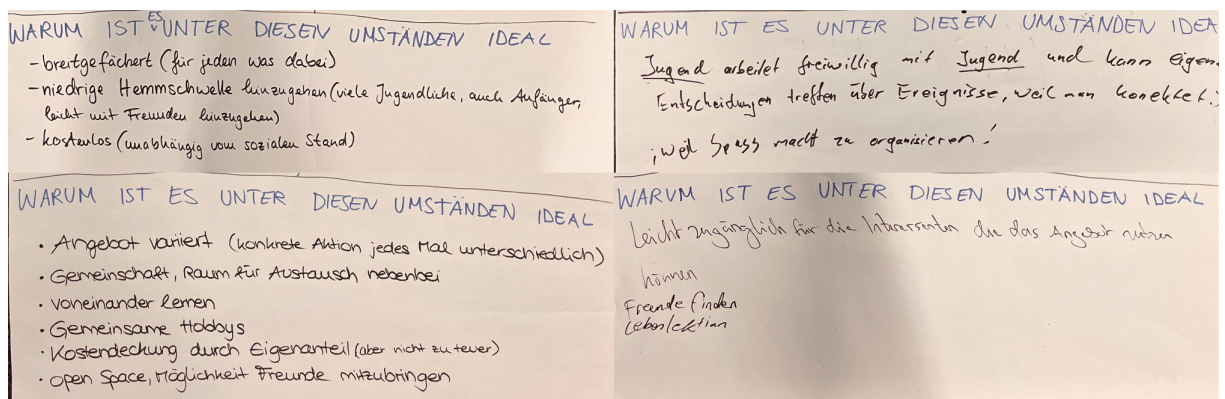 WARUM IST ES UNTER DIESEN UMSTÄNDEN IDEAL
- breitgefächert (für jeden was dabei)
- niedrige Hemmschwelle hinzugehen (viele Jugendliche, auch Anfänger,
leicht mit Freunden hinzugehen)
- kostenlos (unabhängig vom sozialen Stand)
WARUM IST ES UNTER DIESEN UMSTÄNDEN IDEA
Jugend arbeitet freiwillig mit Jugend und kann eigen
Entscheidungen treffen über Ereignisse, weil man
¡weil Spass macht zu organisieren!
WARUM IST ES UNTER DIESEN UMSTÄNDEN IDEAL
• Angebot variiert (konkrete Aktion jedes Mal unterschiedlich)
• Gemeinschaft, Raum für Austausch nebenbei
• voneinander lernen
• Gemeinsame Hobbys
• Kostendeckung durch Eigenanteil (aber nicht zu teuer)
• open Space, Möglichkeit Freunde mitzubringen
WARUM IST ES UNTER DIESEN UMSTÄNDEN IDEAL
Leicht zugänglich für die Interessenten die das Angebot nutzen
können
Freunde finden